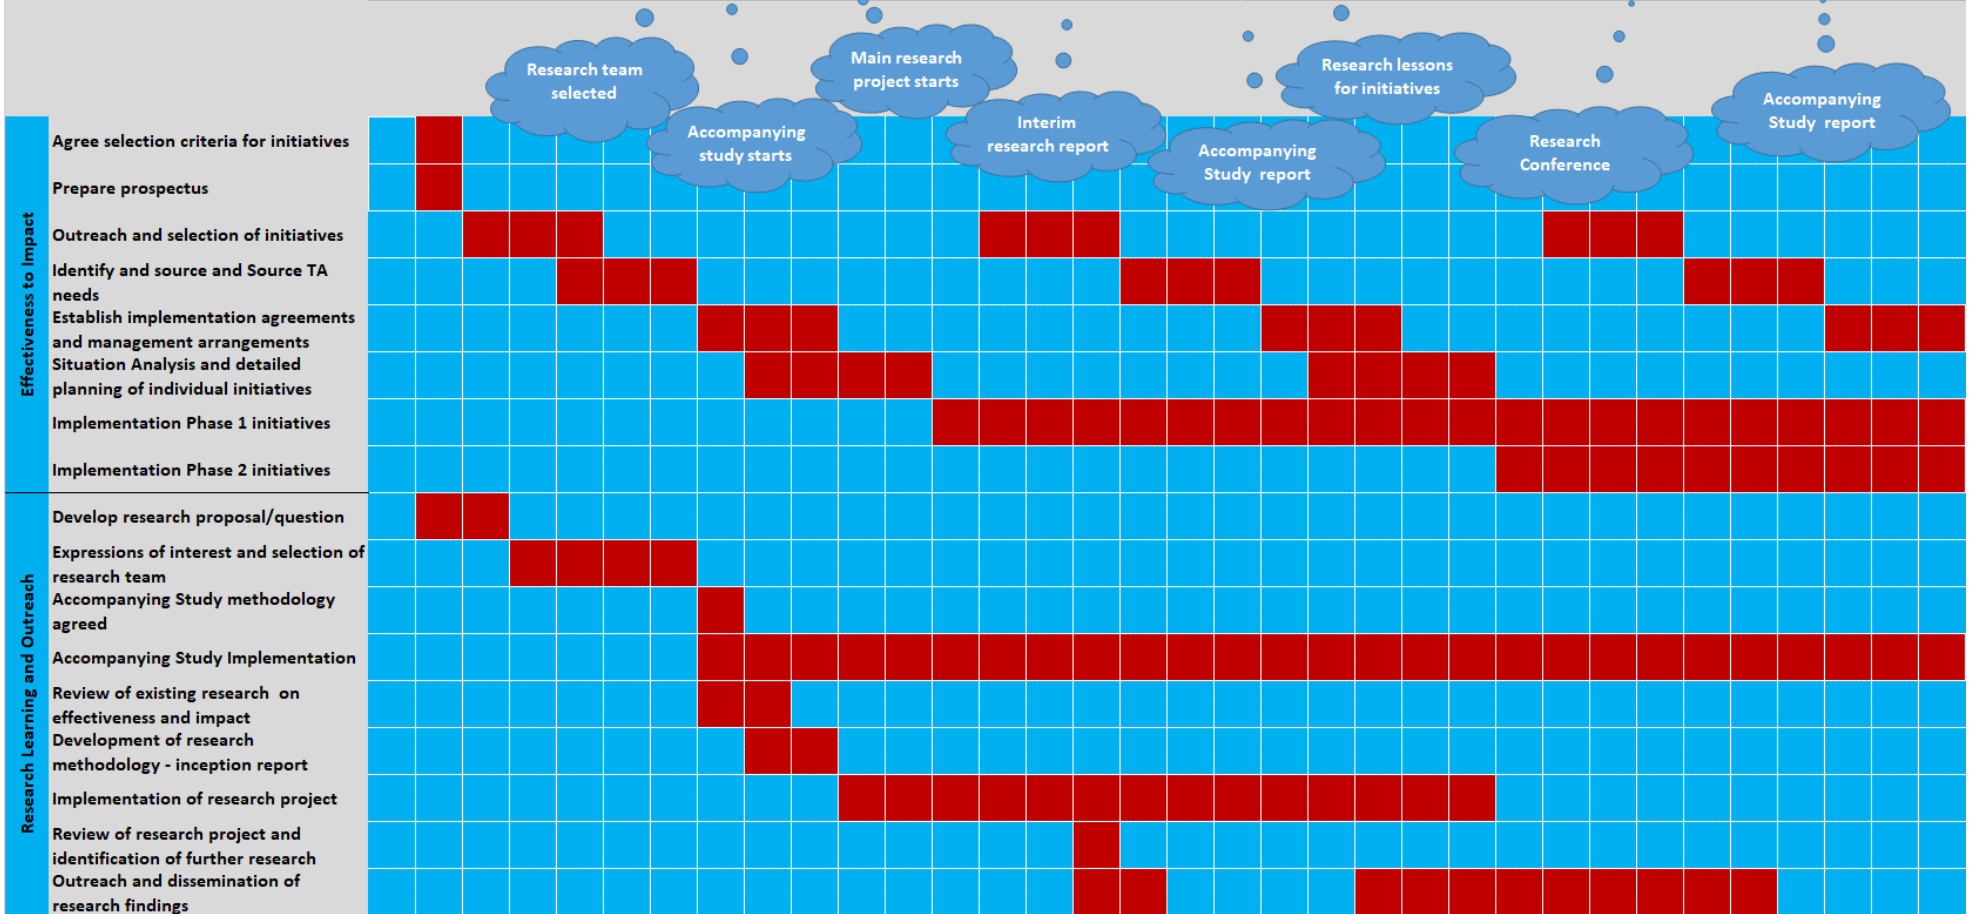 Research team
selected
Main research
project starts
Accompanying
study starts
Interim
research report
Accompanying
Study  report
Research lessons
for initiatives
Research
Conference
Accompanying
Study  report
Effectiveness to Impact
Agree selection criteria for initiatives
Prepare prospectus
Outreach and selection of initiatives
Identify and source and Source TA
needs
Establish implementation agreements
and management arrangements
Situation Analysis and detailed
planning of individual initiatives
Implementation Phase 1 initiatives
Implementation Phase 2 initiatives
Research Learning and Outreach
Develop research proposal/question
Expressions of interest and selection of
research team
Accompanying Study methodology
agreed
Accompanying Study Implementation
Review of existing research  on
effectiveness and impact
Development of research
methodology - inception report
Implementation of research project
Review of research project and
identification of further research
Outreach and dissemination of
research findings